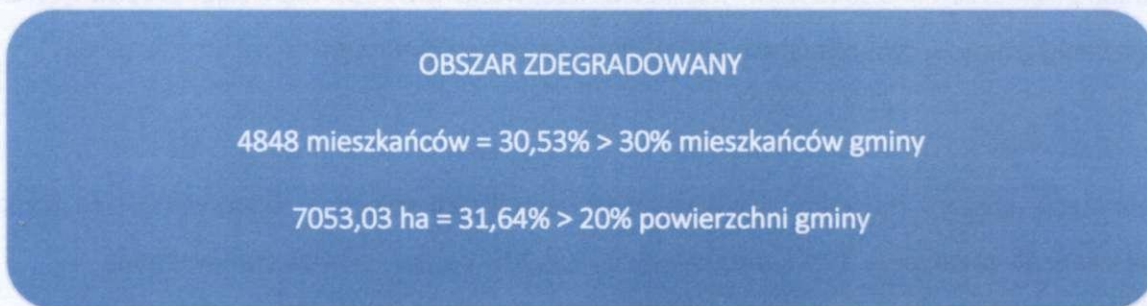 OBSZAR ZDEGRADOWANY
4848 mieszkańców = 30,53% > 30% mieszkańców gminy
7053,03 ha = 31,64% > 20% powierzchni gminy